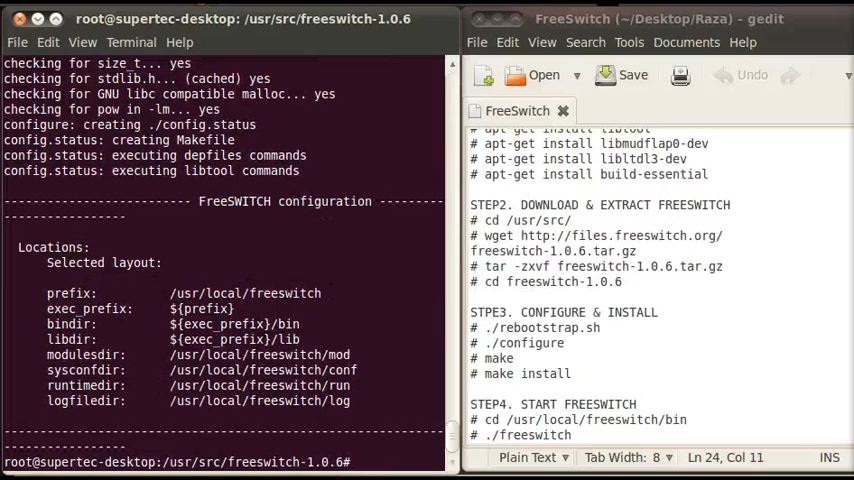 root@supertec-desktop: /usr/src/freeswitch-1.0.6
File Edit View Terminal Help
checking for size_t... yes
checking for stdlib.h... (cached) yes
checking for GNU libc compatible malloc... yes
checking for pow in -lm... yes
configure: creating ./config.status
config.status: creating Makefile
config.status: executing depfiles commands
config.status: executing libtool commands
-------------------------- FreeSWITCH configuration --------
-----------------
Locations:
Selected layout:
prefix: /usr/local/freeswitch
exec_prefix: ${prefix}
bindir: ${exec_prefix}/bin
libdir: ${exec_prefix}/lib
modulesdir: /usr/local/freeswitch/mod
sysconfdir: /usr/local/freeswitch/conf
runtimedir: /usr/local/freeswitch/run
logfiledir: /usr/local/freeswitch/log
------------------------------------------------------------
-----------------
root@supertec-desktop:/usr/src/freeswitch-1.0.6#
FreeSwitch (~/Desktop/Raza) - gedit
File Edit View Search Tools Documents Help
Open Save Undo
FreeSwitch
# apt-get install libtool
# apt-get install libmudflap0-dev
# apt-get install libltdl3-dev
# apt-get install build-essential
STEP2. DOWNLOAD & EXTRACT FREESWITCH
# cd /usr/src/
# wget http://files.freeswitch.org/
freeswitch-1.0.6.tar.gz
# tar -zxvf freeswitch-1.0.6.tar.gz
# cd freeswitch-1.0.6
STPE3. CONFIGURE & INSTALL
# ./rebootstrap.sh
# ./configure
# make
# make install
STEP4. START FREESWITCH
# cd /usr/local/freeswitch/bin
# ./freeswitch
Plain Text Tab Width: 8 Ln 24, Col 11 INS